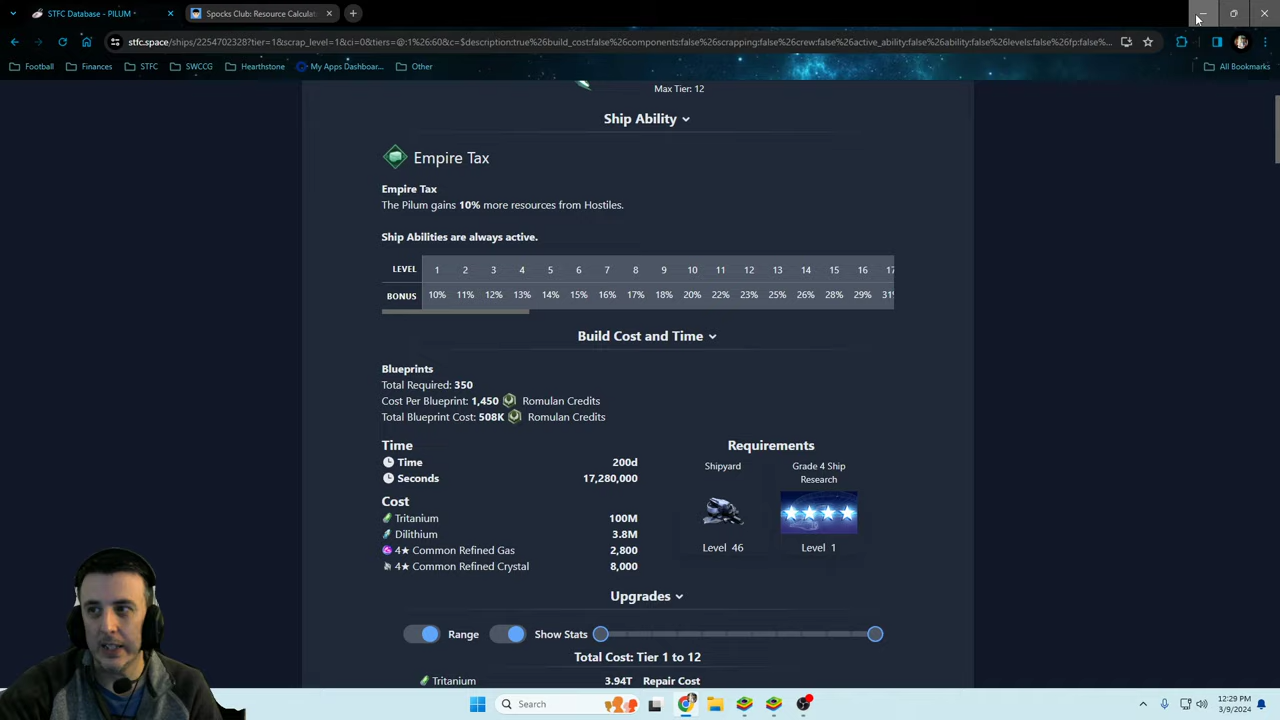 STFC Database - PILUM -
Spocks Club: Resource Calculat
stfc.space/ships/2254702328?tier=1&scrap_level=1&ci=0&tiers=@:1%26:60&c=$description:true%26build_cost:false%26components:false%26scrapping:false%26crew:false%26active_ability:false%26ability:false%26levels:false%26fp:false%...
Football Finances STFC SWCCG Hearthstone My Apps Dashboar... Other All Bookmarks
Max Tier: 12
Ship Ability
Empire Tax
Empire Tax
The Pilum gains 10% more resources from Hostiles.
Ship Abilities are always active.
LEVEL 1 2 3 4 5 6 7 8 9 10 11 12 13 14 15 16 17
BONUS 10% 11% 12% 13% 14% 15% 16% 17% 18% 20% 22% 23% 25% 26% 28% 29% 31%
Build Cost and Time
Blueprints
Total Required: 350
Cost Per Blueprint: 1,450 Romulan Credits
Total Blueprint Cost: 508K Romulan Credits
Time
Time 200d
Seconds 17,280,000
Cost
Tritanium 100M
Dilithium 3.8M
4★ Common Refined Gas 2,800
4★ Common Refined Crystal 8,000
Requirements
Shipyard
Level 46
Grade 4 Ship
Research
Level 1
Upgrades
Range Show Stats
Total Cost: Tier 1 to 12
Tritanium 3.94T Repair Cost
Search
12:29 PM
3/9/2024